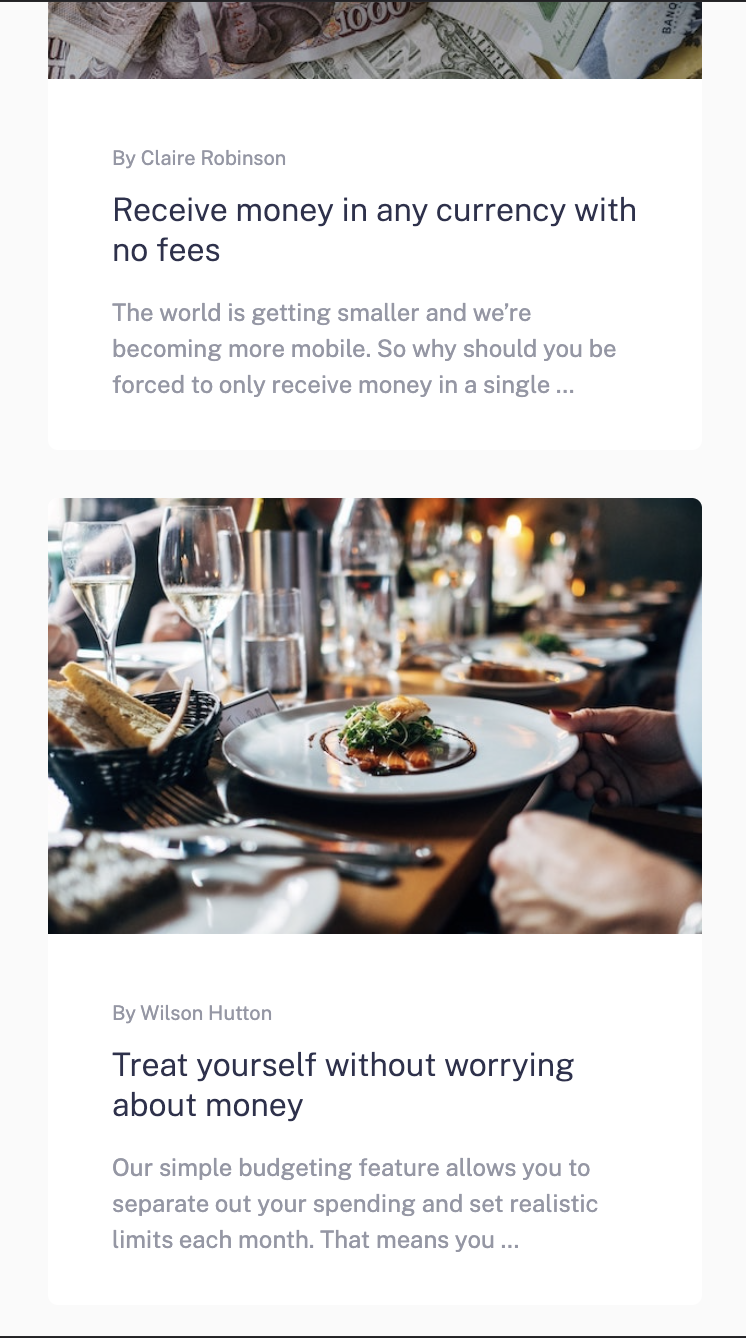 1000
By Claire Robinson
Receive money in any currency with
no fees
The world is getting smaller and we’re
becoming more mobile. So why should you be
forced to only receive money in a single ...
By Wilson Hutton
Treat yourself without worrying
about money
Our simple budgeting feature allows you to
separate out your spending and set realistic
limits each month. That means you ...